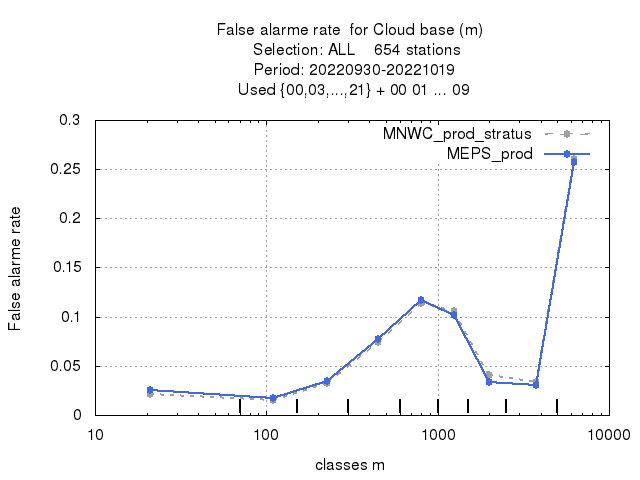 False alarme rate  for Cloud base (m)
Selection: ALL    654 stations
Period: 20220930-20221019
Used {00,03,...,21} + 00 01 ... 09
MNWC_prod_stratus
MEPS_prod
False alarme rate
0.3
0.25
0.2
0.15
0.1
0.05
0
10 100 1000 10000
classes m